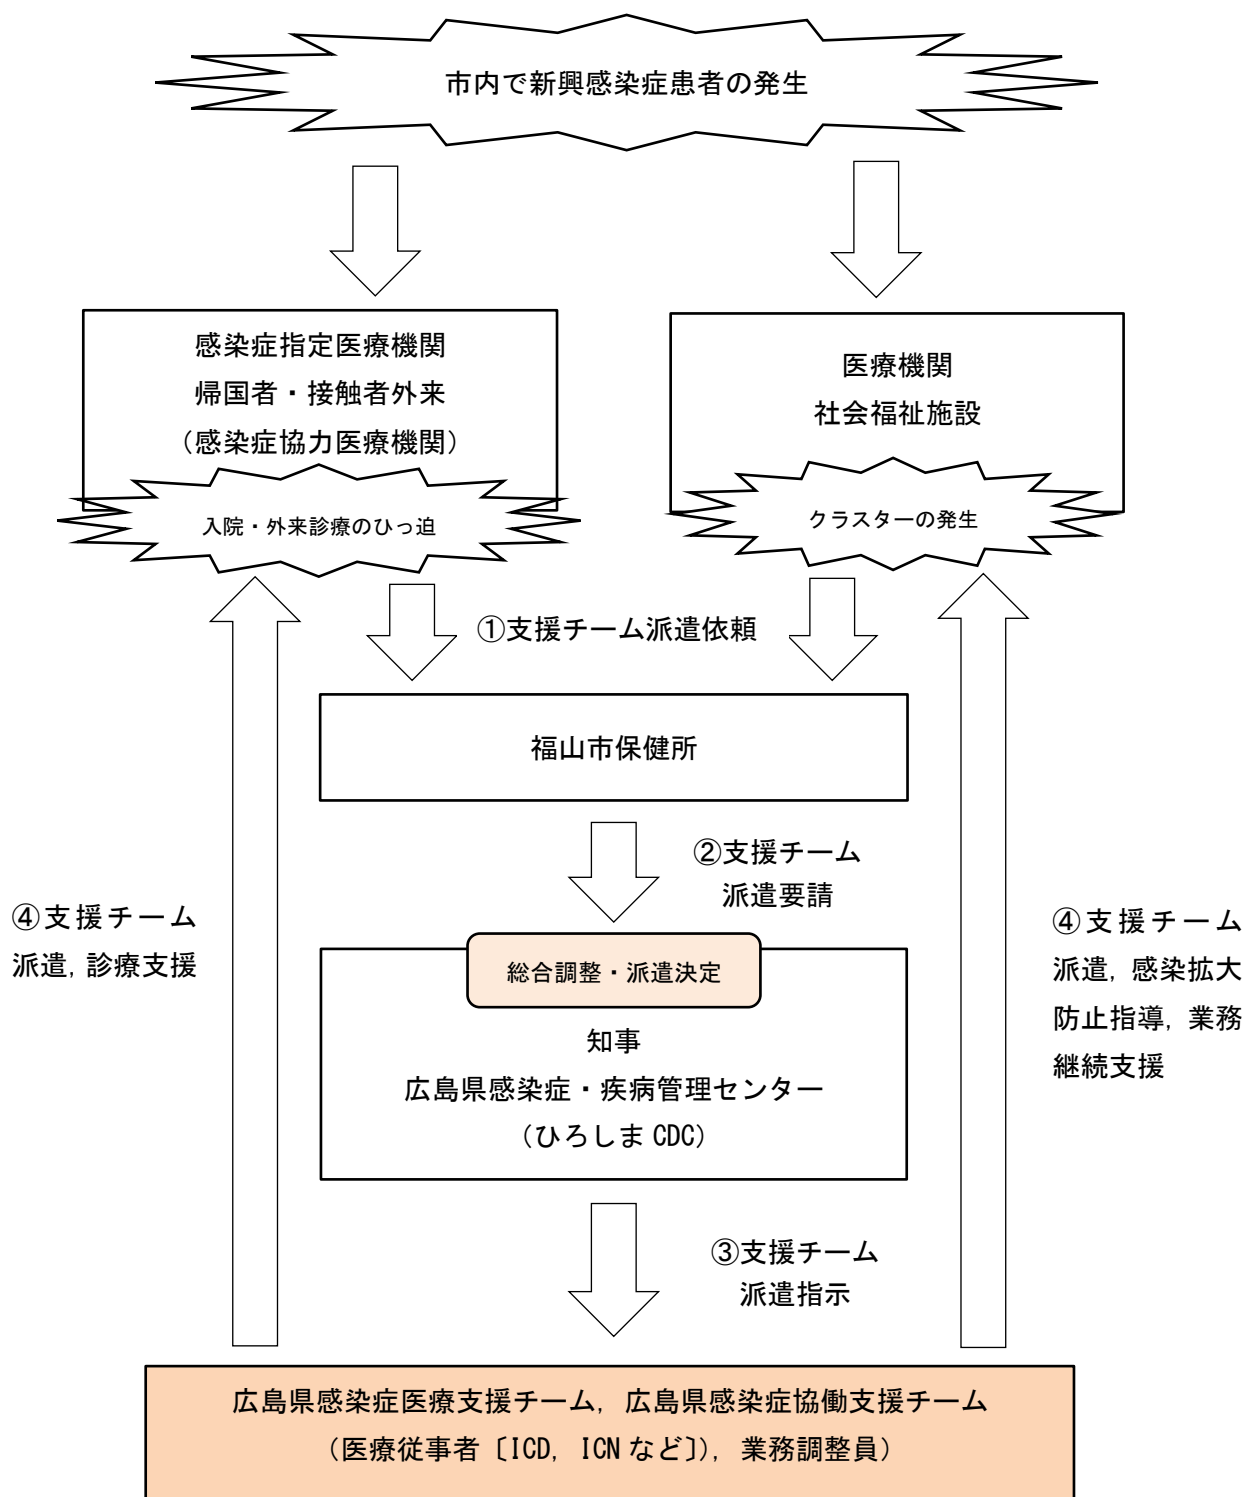 市内で新興感染症患者の発生
感染症指定医療機関
帰国者・接触者外来
（感染症協力医療機関）
入院・外来診療のひっ迫
医療機関
社会福祉施設
クラスターの発生
①支援チーム派遣依頼
福山市保健所
②支援チーム
派遣要請
④支援チーム
派遣，診療支援
④支援チーム
派遣，感染拡大
防止指導，業務
継続支援
総合調整・派遣決定
知事
広島県感染症・疾病管理センター
（ひろしま CDC）
③支援チーム
派遣指示
広島県感染症医療支援チーム，広島県感染症協働支援チーム
（医療従事者〔ICD，ICN など〕），業務調整員）